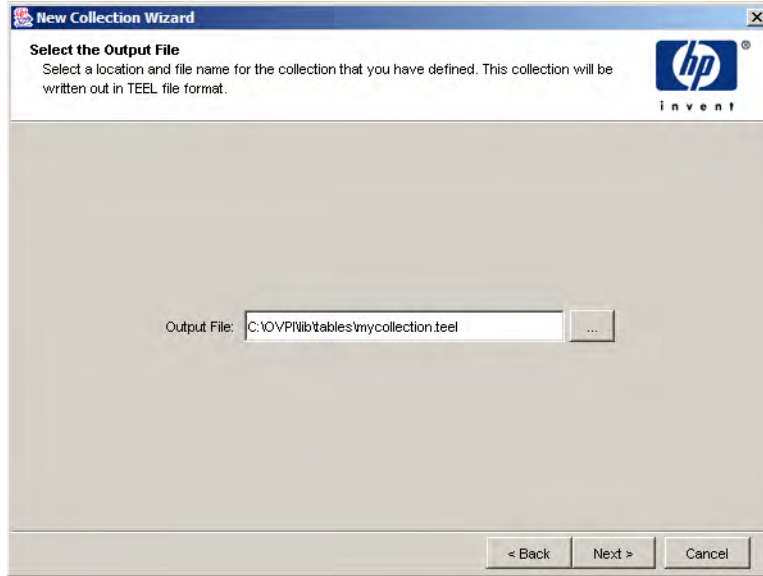 New Collection Wizard
Select the Output File
Select a location and file name for the collection that you have defined. This collection will be
written out in TEEL file format.
hp
®
invent
Output File: C:\OVPI\lib\tables\mycollection.teel ...
< Back Next > Cancel